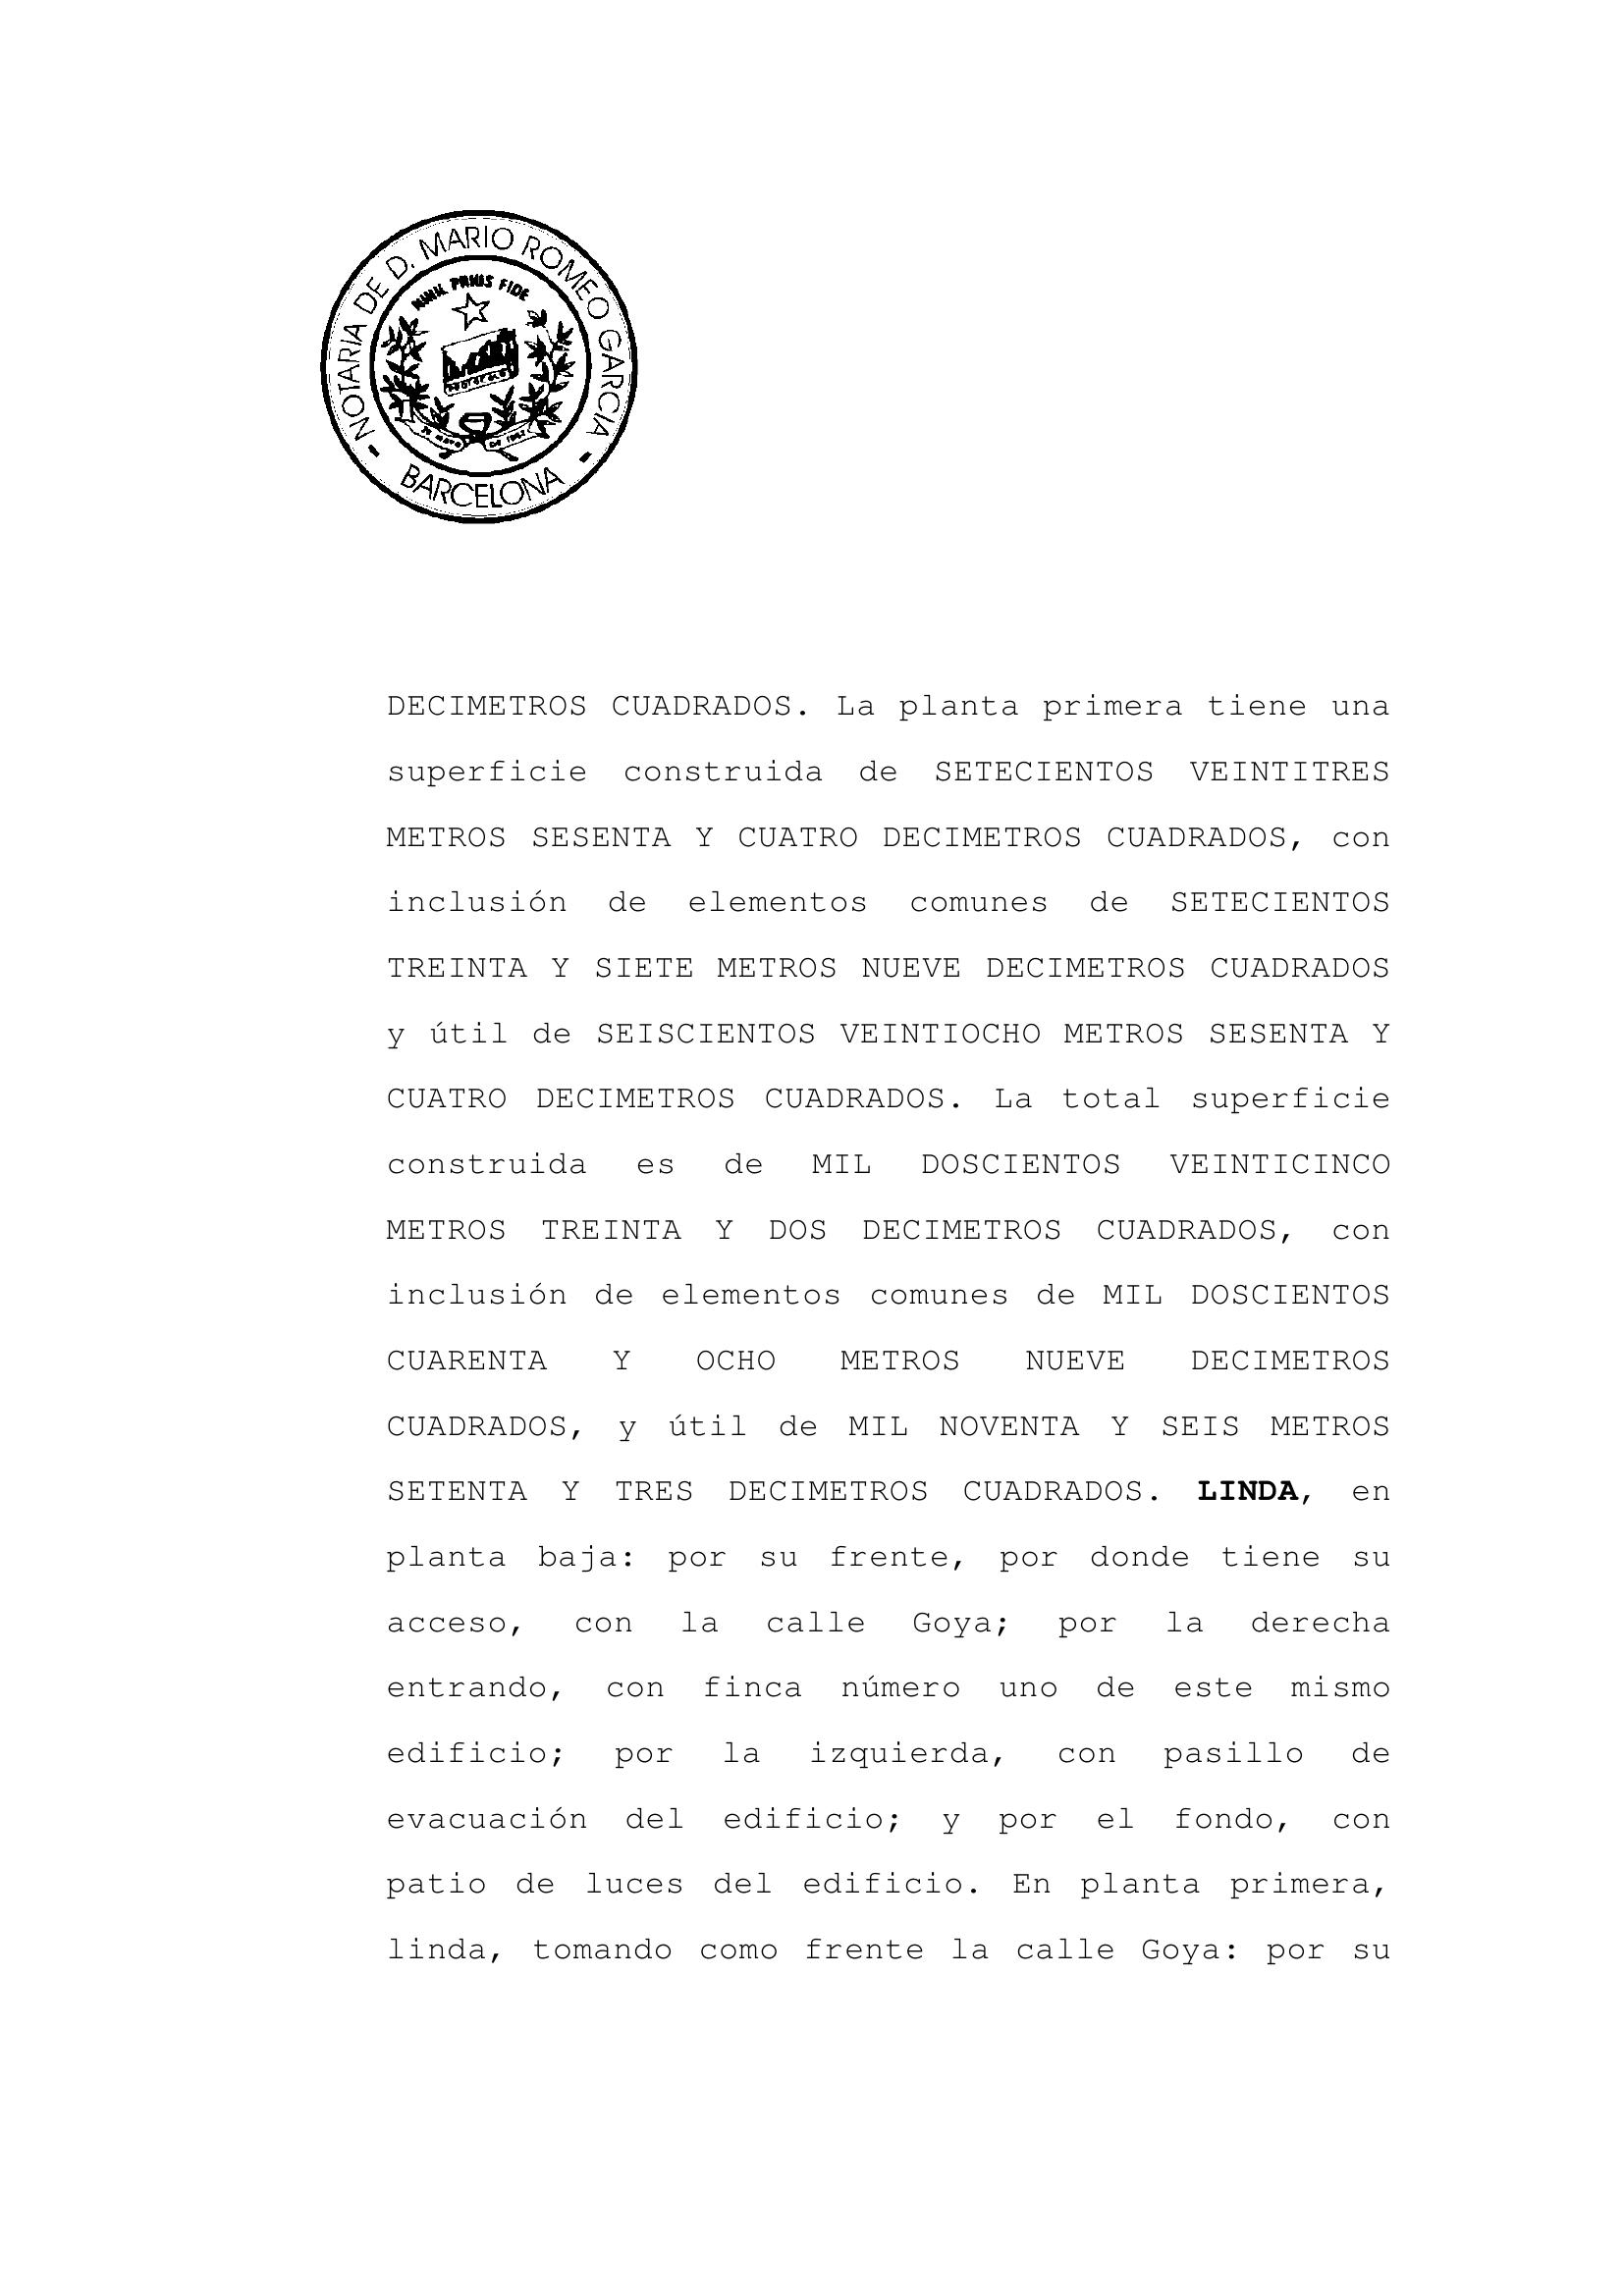 NOTARIA DE D. MARIO ROMEO GARCIA
BARCELONA
DECIMETROS CUADRADOS. La planta primera tiene una
superficie construida de SETECIENTOS VEINTITRES
METROS SESENTA Y CUATRO DECIMETROS CUADRADOS, con
inclusión de elementos comunes de SETECIENTOS
TREINTA Y SIETE METROS NUEVE DECIMETROS CUADRADOS
y útil de SEISCIENTOS VEINTIOCHO METROS SESENTA Y
CUATRO DECIMETROS CUADRADOS. La total superficie
construida es de MIL DOSCIENTOS VEINTICINCO
METROS TREINTA Y DOS DECIMETROS CUADRADOS, con
inclusión de elementos comunes de MIL DOSCIENTOS
CUARENTA Y OCHO METROS NUEVE DECIMETROS
CUADRADOS, y útil de MIL NOVENTA Y SEIS METROS
SETENTA Y TRES DECIMETROS CUADRADOS. LINDA, en
planta baja: por su frente, por donde tiene su
acceso, con la calle Goya; por la derecha
entrando, con finca número uno de este mismo
edificio; por la izquierda, con pasillo de
evacuación del edificio; y por el fondo, con
patio de luces del edificio. En planta primera,
linda, tomando como frente la calle Goya: por su